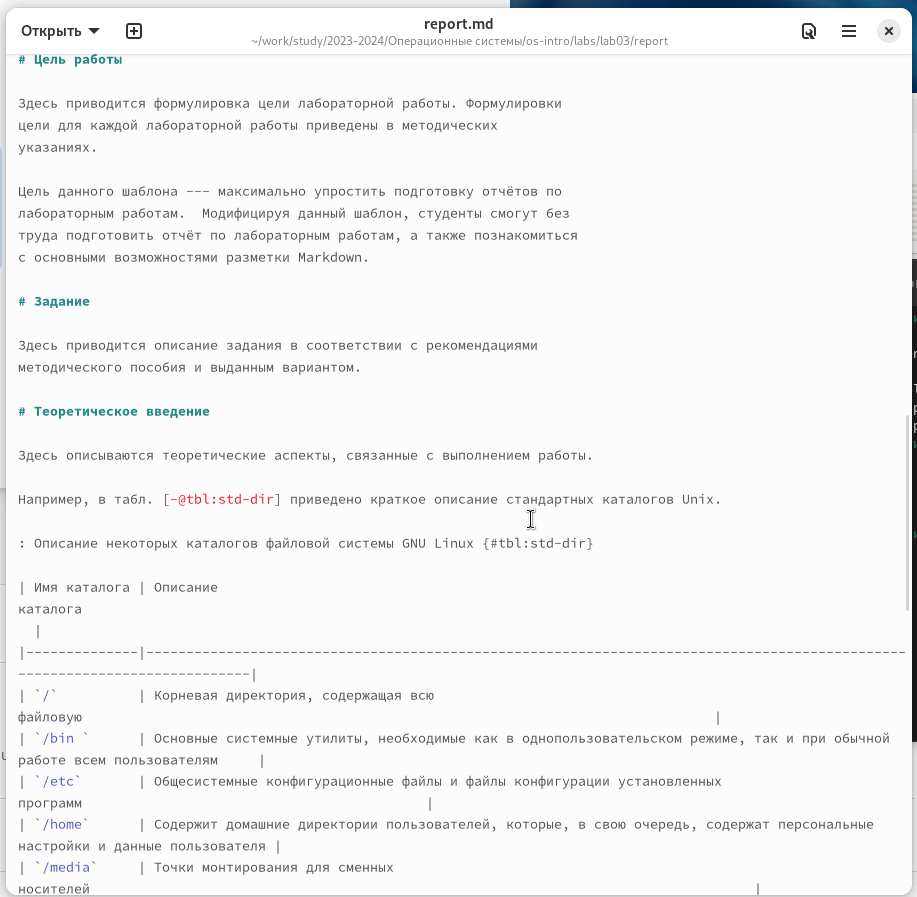 Открыть
report.md
~/work/study/2023-2024/Операционные системы/os-intro/labs/lab03/report
# Цель работы
Здесь приводится формулировка цели лабораторной работы. Формулировки
цели для каждой лабораторной работы приведены в методических
указаниях.
Цель данного шаблона --- максимально упростить подготовку отчётов по
лабораторным работам.  Модифицируя данный шаблон, студенты смогут без
труда подготовить отчёт по лабораторным работам, а также познакомиться
с основными возможностями разметки Markdown.
# Задание
Здесь приводится описание задания в соответствии с рекомендациями
методического пособия и выданным вариантом.
# Теоретическое введение
Здесь описываются теоретические аспекты, связанные с выполнением работы.
Например, в табл. [-@tbl:std-dir] приведено краткое описание стандартных каталогов Unix.
: Описание некоторых каталогов файловой системы GNU Linux {#tbl:std-dir}
| Имя каталога | Описание
каталога
|
|--------------|-----------------------------------------------------------------------------------------------
-----------------------------|
| `/`          | Корневая директория, содержащая всю
файловую                                                                               |
| `/bin `      | Основные системные утилиты, необходимые как в однопользовательском режиме, так и при обычной
работе всем пользователям     |
| `/etc`       | Общесистемные конфигурационные файлы и файлы конфигурации установленных
программ                                           |
| `/home`      | Содержит домашние директории пользователей, которые, в свою очередь, содержат персональные
настройки и данные пользователя |
| `/media`     | Точки монтирования для сменных
носителей                                                                                   |